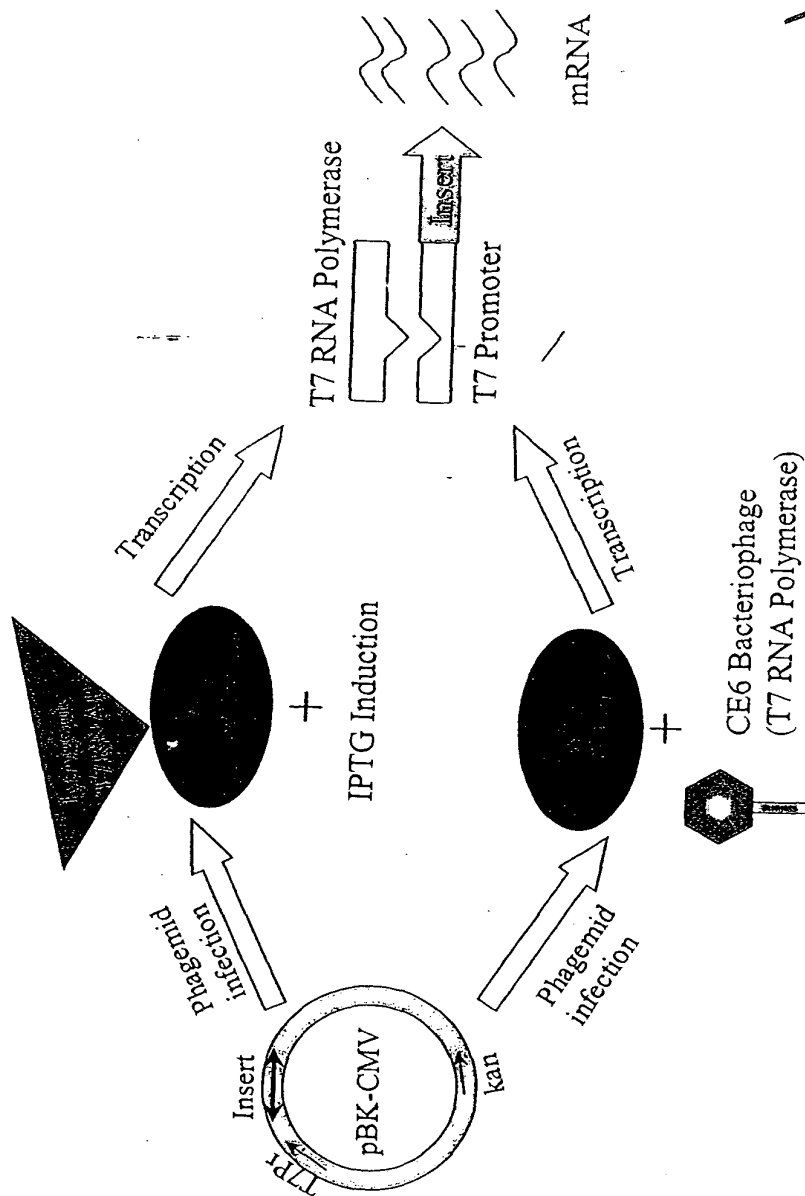 T7Pr
Insert
pBK-CMV
kan
Phagemid
infection
Phagemid
infection
IPTG Induction
CE6 Bacteriophage
(T7 RNA Polymerase)
Transcription
Transcription
T7 RNA Polymerase
T7 Promoter
Insert
mRNA